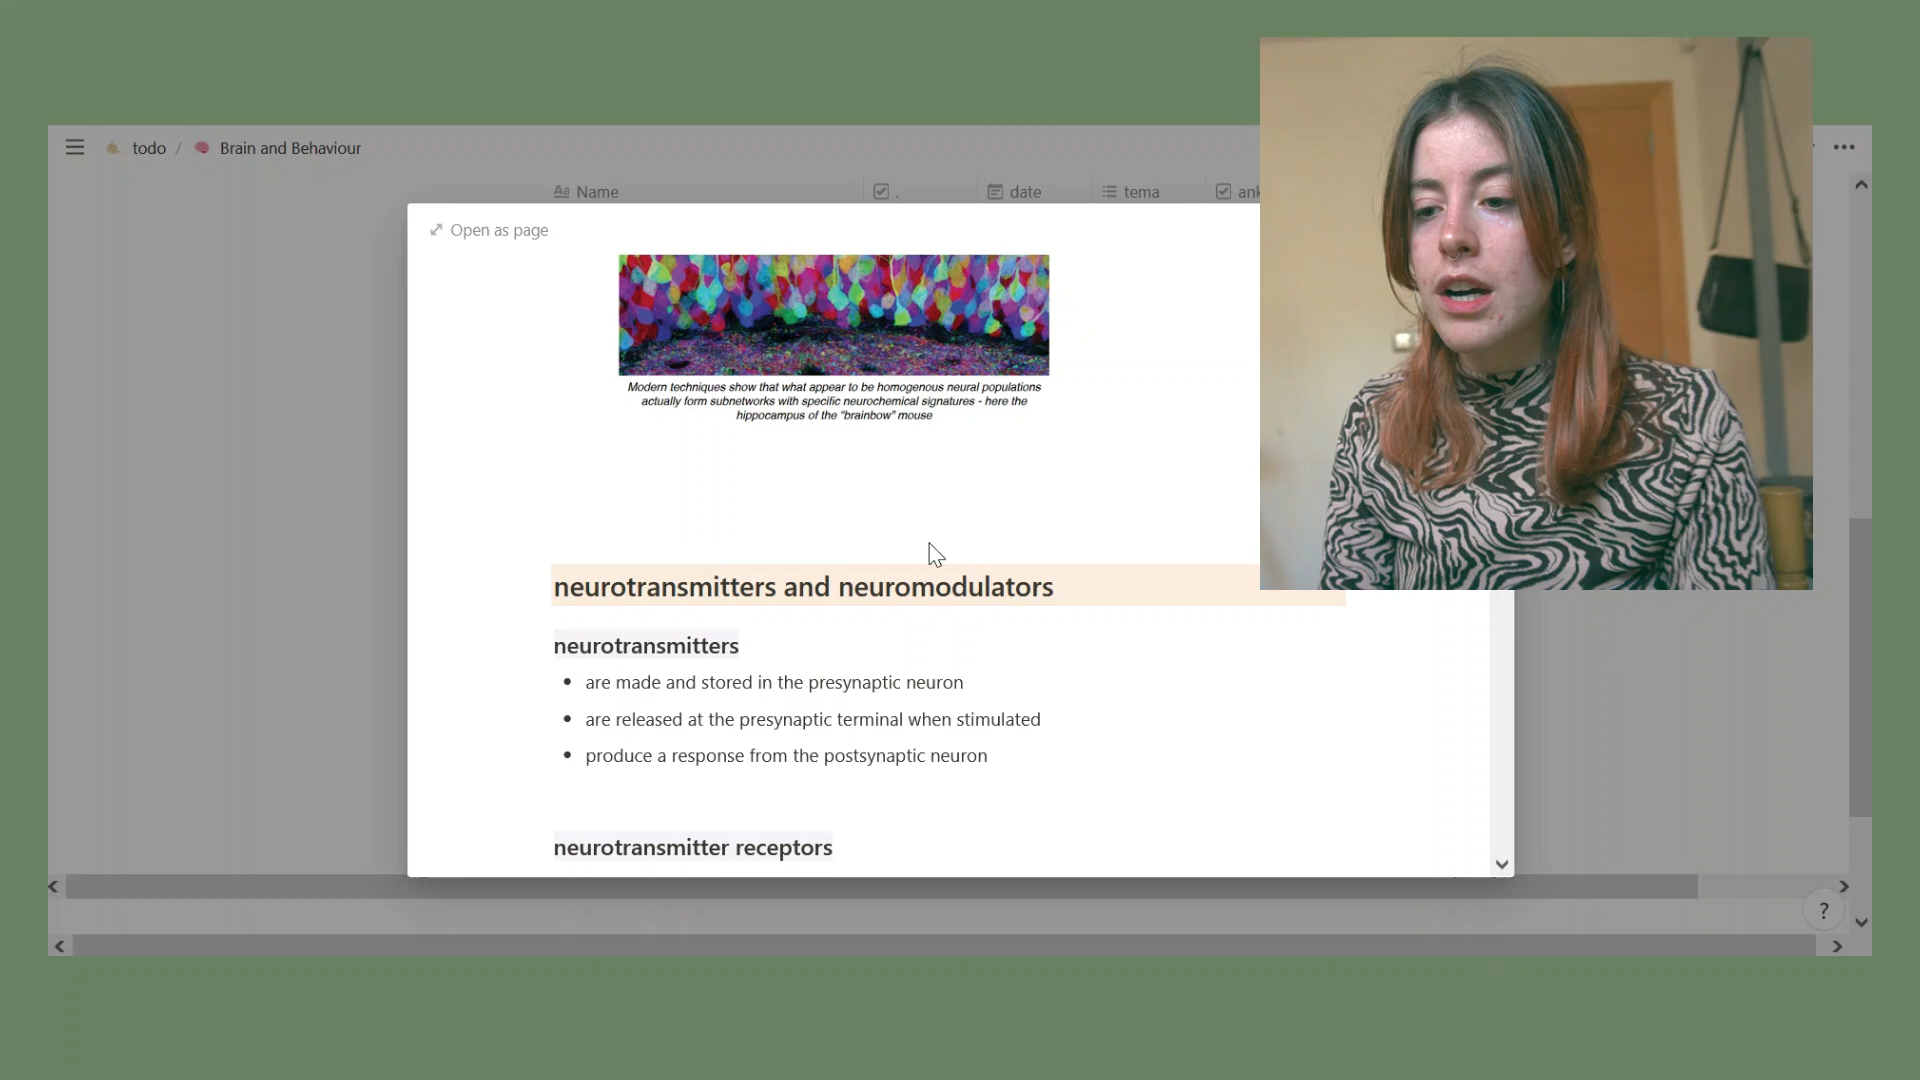 todo / Brain and Behaviour
Aa Name
.
date
tema
Open as page
Modern techniques show that what appear to be homogenous neural populations
actually form subnetworks with specific neurochemical signatures - here the
hippocampus of the "brainbow" mouse
neurotransmitters and neuromodulators
neurotransmitters
• are made and stored in the presynaptic neuron
• are released at the presynaptic terminal when stimulated
• produce a response from the postsynaptic neuron
neurotransmitter receptors
?